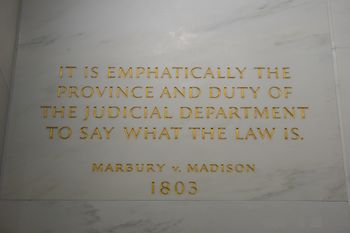 IT IS EMPHATICALLY THE
PROVINCE AND DUTY OF
THE JUDICIAL DEPARTMENT
TO SAY WHAT THE LAW IS.
MARBURY v. MADISON
1803